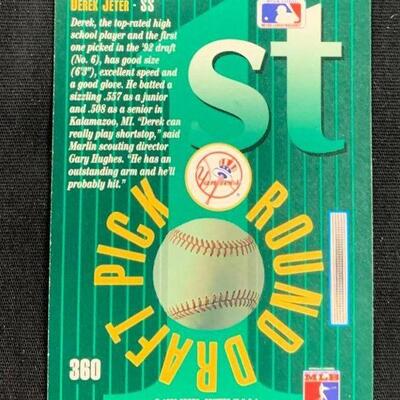 DEREK JETER - SS
Derek, the top-rated high
school player and the first
one picked in the '92 draft
(No. 6), has good size
(6'3"), excellent speed and
a good glove. He batted a
sizzling .557 as a junior
and .508 as a senior in
Kalamazoo, MI. "Derek can
really play shortstop," said
Marlin scouting director
Gary Hughes. "He has an
outstanding arm and he'll
probably hit."
1st
ROUND
DRAFT PICK
Yankees
360
MLB